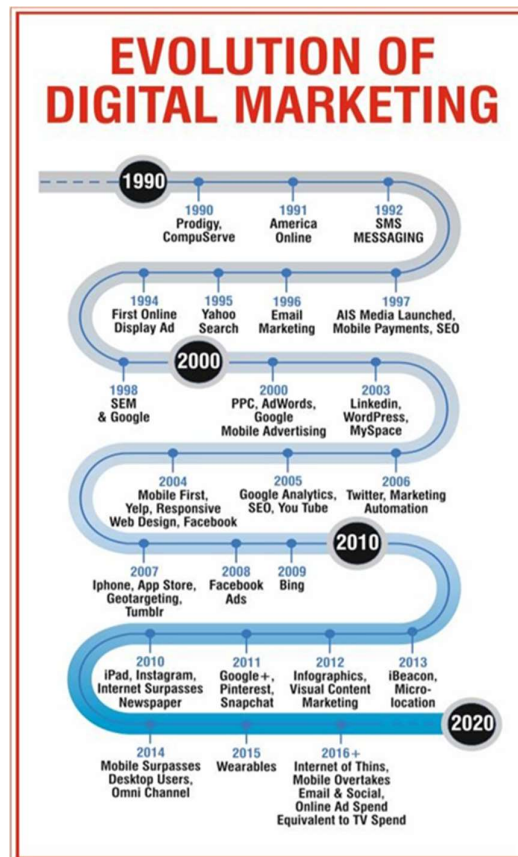 EVOLUTION OF
DIGITAL MARKETING
1990
1990
Prodigy,
CompuServe
1991
America
Online
1992
SMS
MESSAGING
1994
First Online
Display Ad
1995
Yahoo
Search
1996
Email
Marketing
1997
AIS Media Launched,
Mobile Payments, SEO
2000
1998
SEM
& Google
2000
PPC, AdWords,
Google
Mobile Advertising
2003
Linkedin,
WordPress,
MySpace
2004
Mobile First,
Yelp, Responsive
Web Design, Facebook
2005
Google Analytics,
SEO, You Tube
2006
Twitter, Marketing
Automation
2010
2007
Iphone, App Store,
Geotargeting,
Tumblr
2008
Facebook
Ads
2009
Bing
2010
iPad, Instagram,
Internet Surpasses
Newspaper
2011
Google+,
Pinterest,
Snapchat
2012
Infographics,
Visual Content
Marketing
2013
iBeacon,
Micro-
location
2020
2014
Mobile Surpasses
Desktop Users,
Omni Channel
2015
Wearables
2016+
Internet of Thins,
Mobile Overtakes
Email & Social,
Online Ad Spend
Equivalent to TV Spend